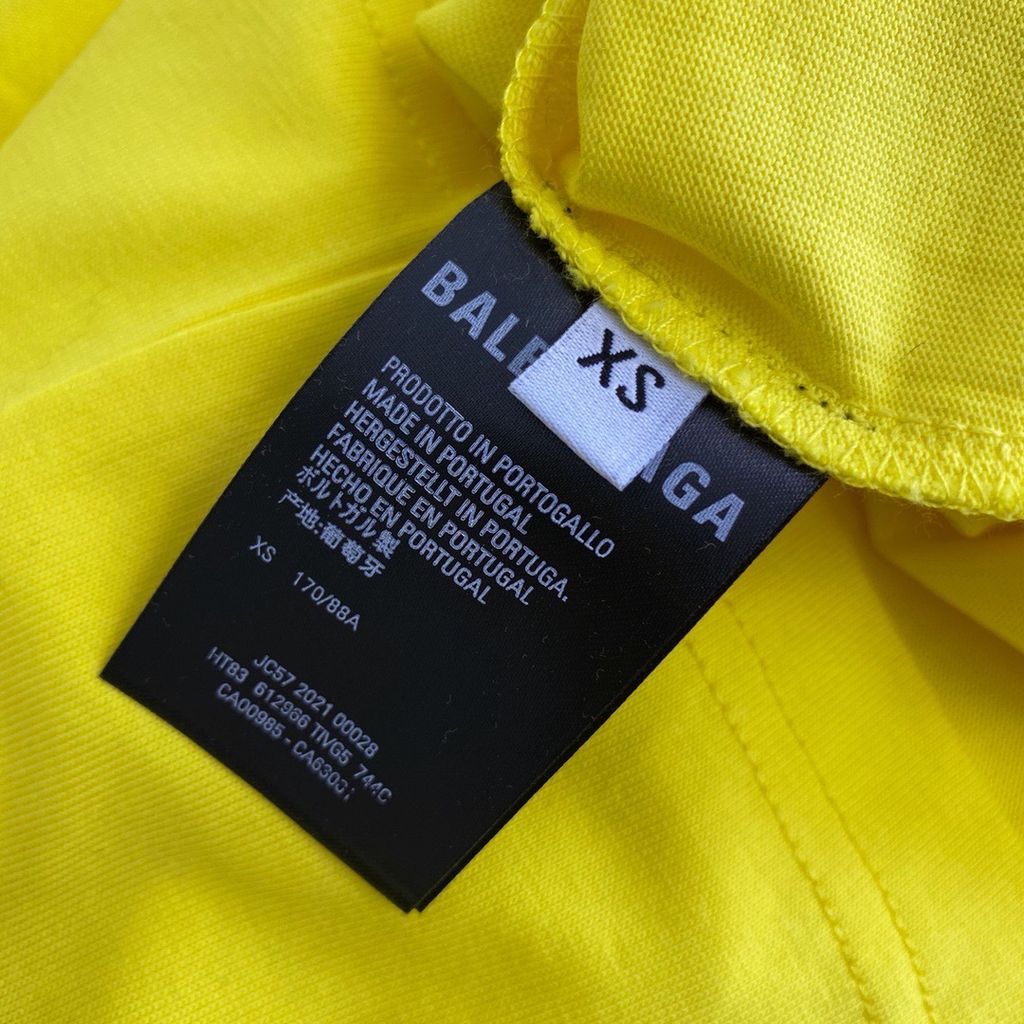 BALE AGA
XS
PRODOTTO IN PORTOGALLO
MADE IN PORTUGAL
HERGESTELLT IN PORTUGA.
FABRIQUE EN PORTUGAL
HECHO EN PORTUGAL
ポルトガル製
产地:葡萄牙
XS 170/88A
JC57 2021 00028
HT83 612966 TIVG5 744C
CA00985 -